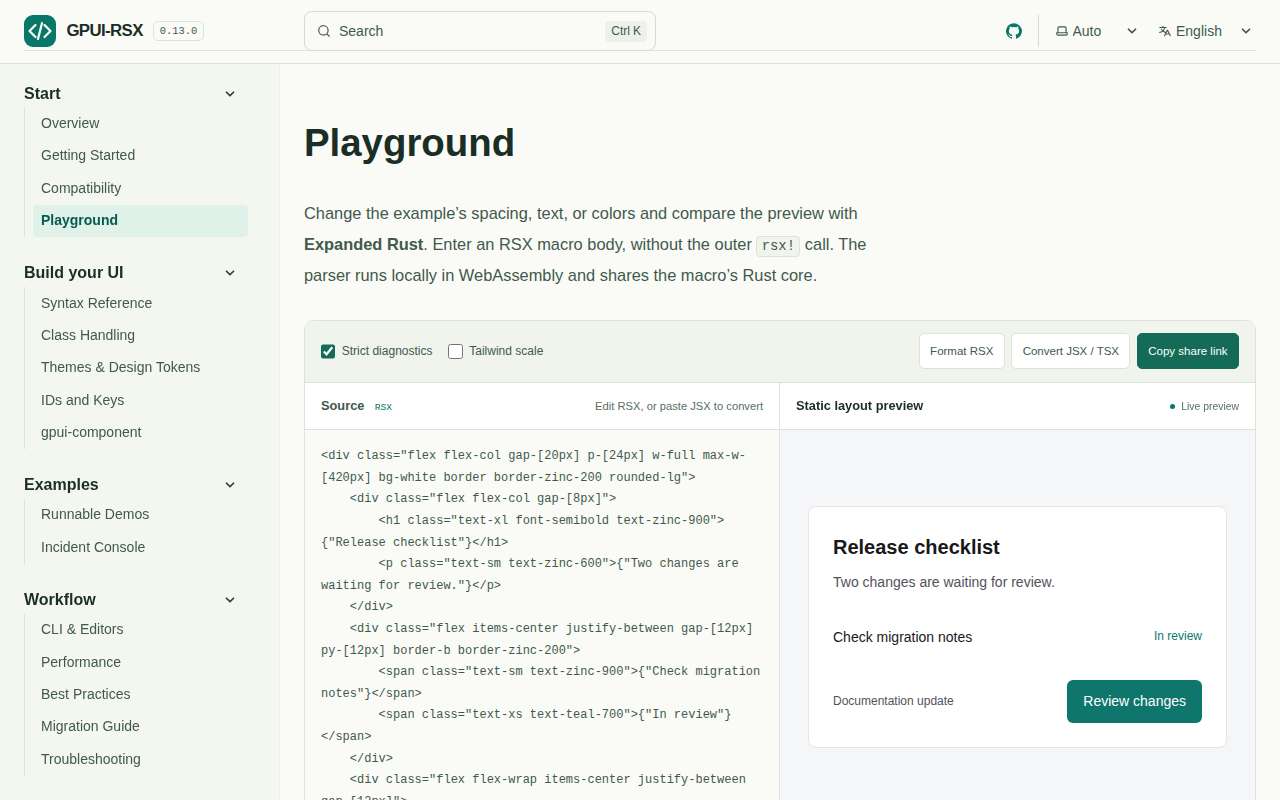 GPUI-RSX 0.13.0
Search Ctrl K
Auto
English
Start
Overview
Getting Started
Compatibility
Playground
Build your UI
Syntax Reference
Class Handling
Themes & Design Tokens
IDs and Keys
gpui-component
Examples
Runnable Demos
Incident Console
Workflow
CLI & Editors
Performance
Best Practices
Migration Guide
Troubleshooting
Playground
Change the example's spacing, text, or colors and compare the preview with
Expanded Rust. Enter an RSX macro body, without the outer rsx! call. The
parser runs locally in WebAssembly and shares the macro's Rust core.
Strict diagnostics
Tailwind scale
Format RSX
Convert JSX / TSX
Copy share link
Source RSX
Edit RSX, or paste JSX to convert
<div class="flex flex-col gap-[20px] p-[24px] w-full max-w-
[420px] bg-white border border-zinc-200 rounded-lg">
    <div class="flex flex-col gap-[8px]">
        <h1 class="text-xl font-semibold text-zinc-900">
{"Release checklist"}</h1>
        <p class="text-sm text-zinc-600">{"Two changes are
waiting for review."}</p>
    </div>
    <div class="flex items-center justify-between gap-[12px]
py-[12px] border-b border-zinc-200">
        <span class="text-sm text-zinc-900">{"Check migration
notes"}</span>
        <span class="text-xs text-teal-700">{"In review"}
</span>
    </div>
    <div class="flex flex-wrap items-center justify-between
gap-[12px]">
Static layout preview
Live preview
Release checklist
Two changes are waiting for review.
Check migration notes
In review
Documentation update
Review changes